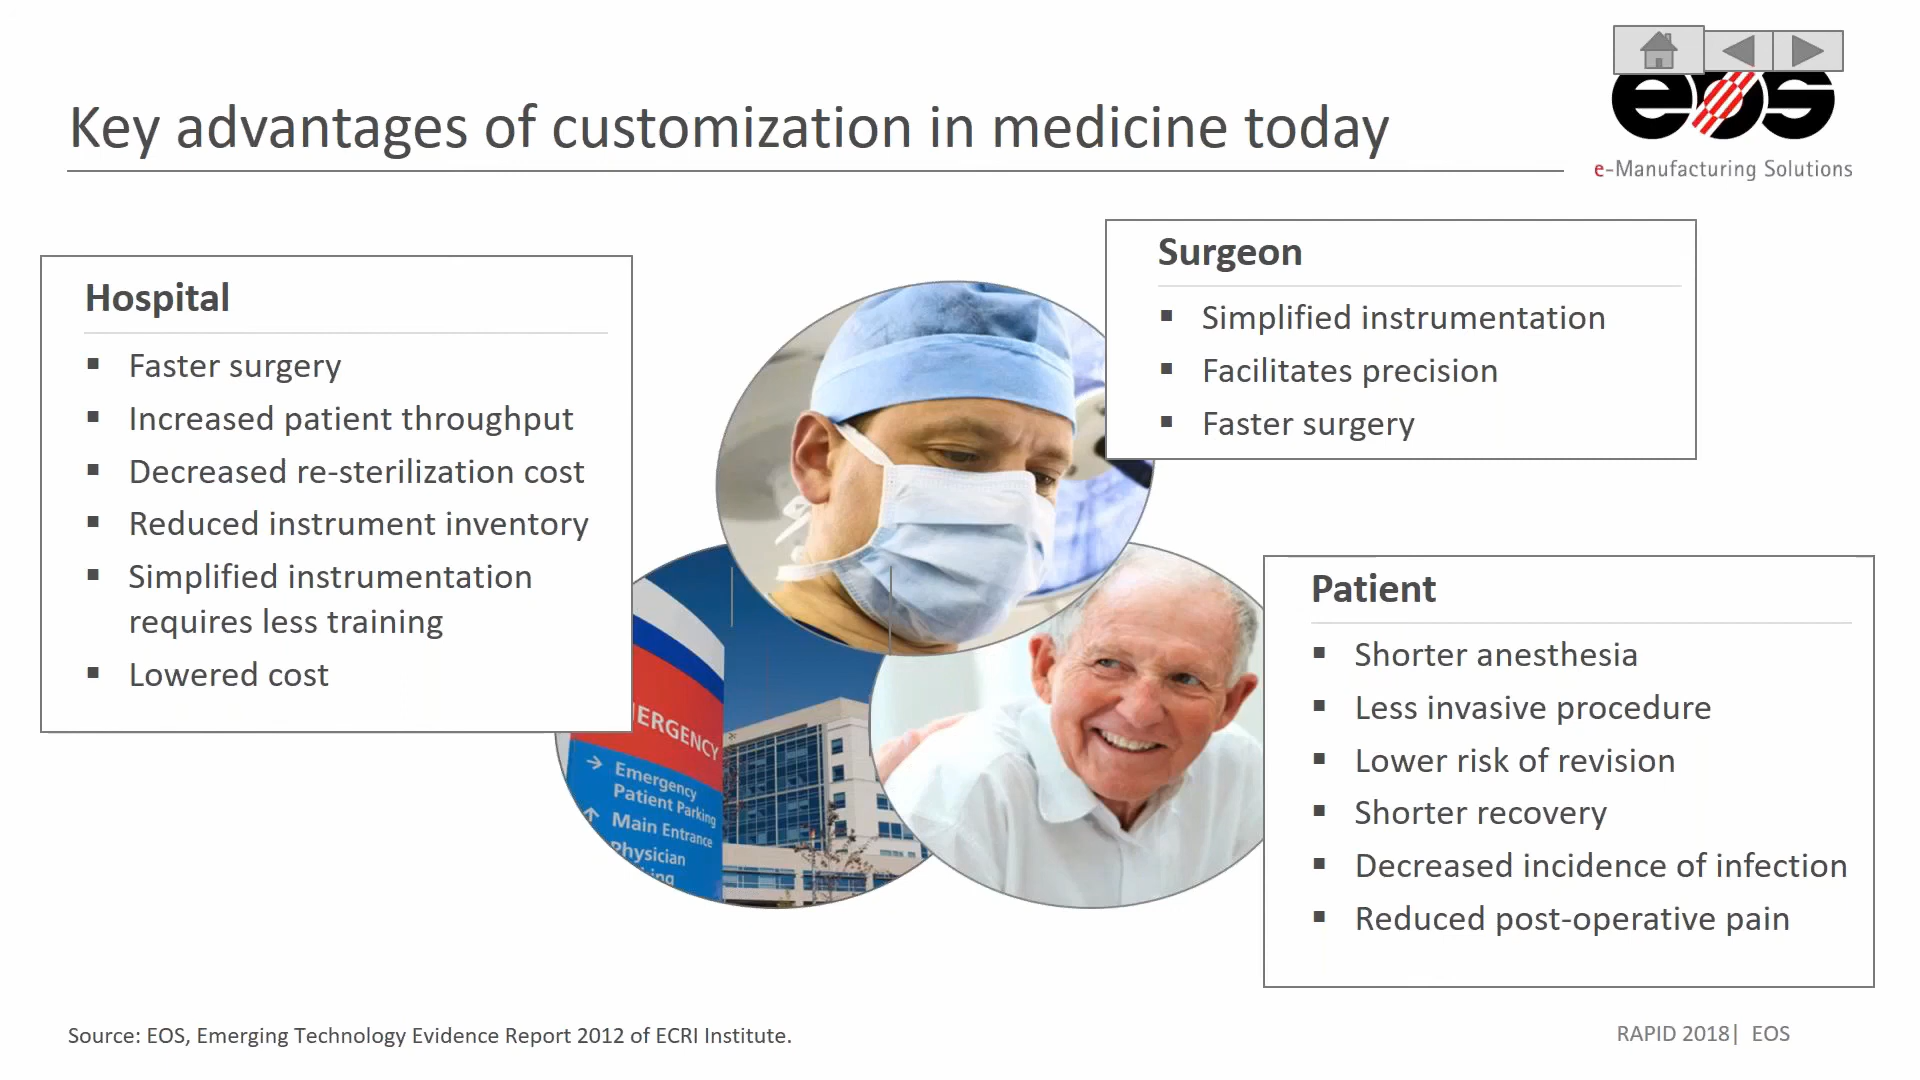 Key advantages of customization in medicine today
eos
e-Manufacturing Solutions
Hospital
Faster surgery
Increased patient throughput
Decreased re-sterilization cost
Reduced instrument inventory
Simplified instrumentation
requires less training
Lowered cost
Surgeon
Simplified instrumentation
Facilitates precision
Faster surgery
Patient
Shorter anesthesia
Less invasive procedure
Lower risk of revision
Shorter recovery
Decreased incidence of infection
Reduced post-operative pain
ERGENCY
Emergency
Patient Parking
Main Entrance
Physician
Source: EOS, Emerging Technology Evidence Report 2012 of ECRI Institute.
RAPID 2018| EOS